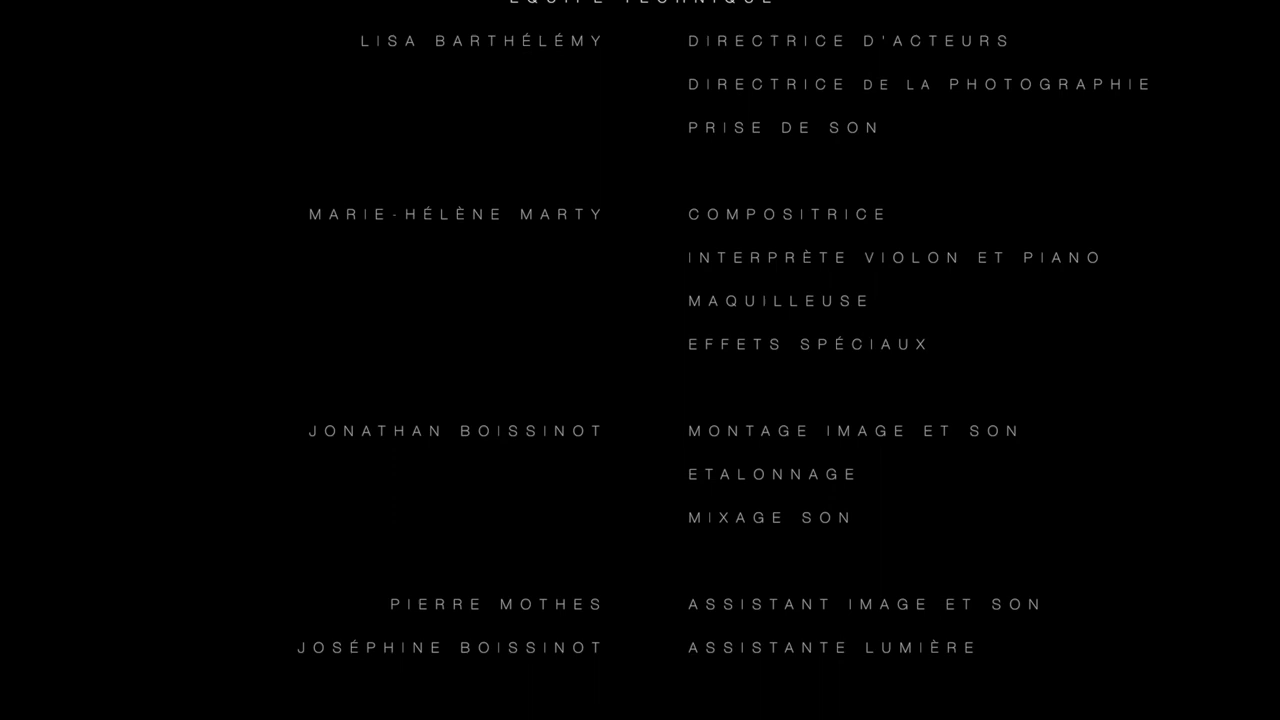 ÉQUIPE TECHNIQUE
LISA BARTHÉLÉMY DIRECTRICE D'ACTEURS
DIRECTRICE DE LA PHOTOGRAPHIE
PRISE DE SON
MARIE-HÉLÈNE MARTY COMPOSITRICE
INTERPRÈTE VIOLON ET PIANO
MAQUILLEUSE
EFFETS SPÉCIAUX
JONATHAN BOISSINOT MONTAGE IMAGE ET SON
ETALONNAGE
MIXAGE SON
PIERRE MOTHES ASSISTANT IMAGE ET SON
JOSÉPHINE BOISSINOT ASSISTANTE LUMIÈRE